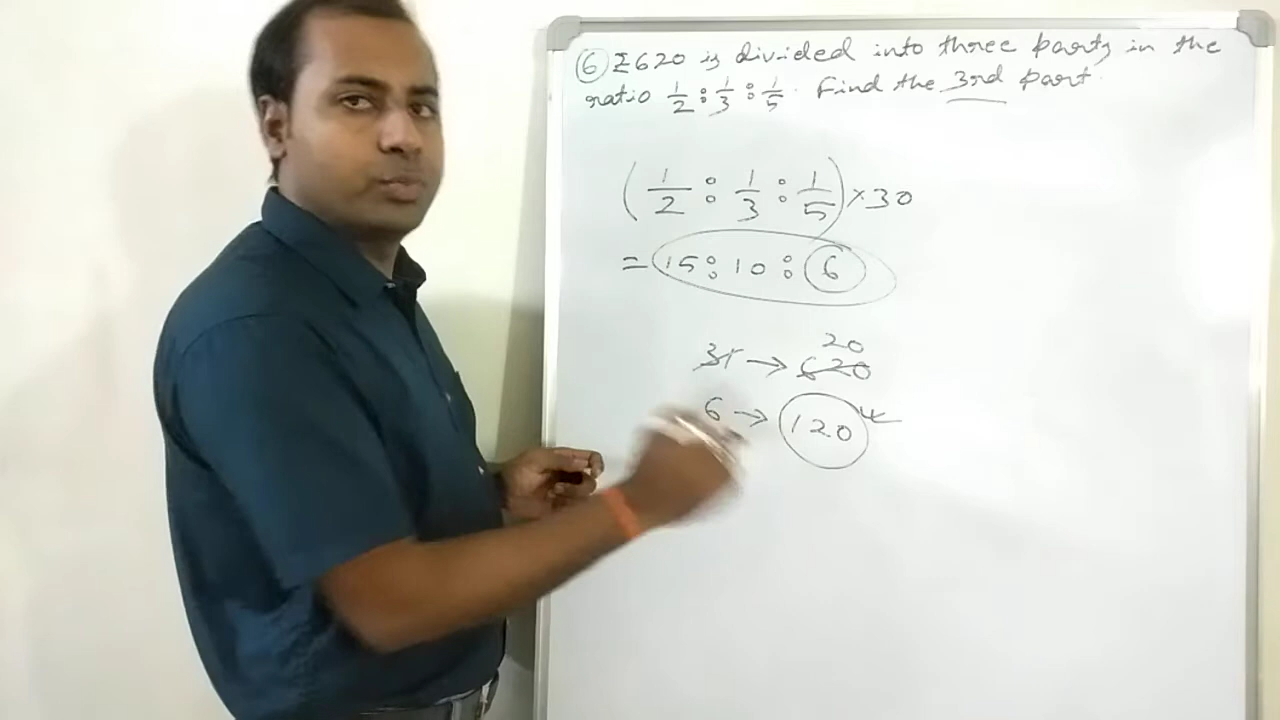 ⑥ ₹620 is divided into three parts in the
ratio 1/2 : 1/3 : 1/5. Find the 3rd part.
(1/2 : 1/3 : 1/5) × 30
= 15 : 10 : 6
20
31 → 620
6 → 120